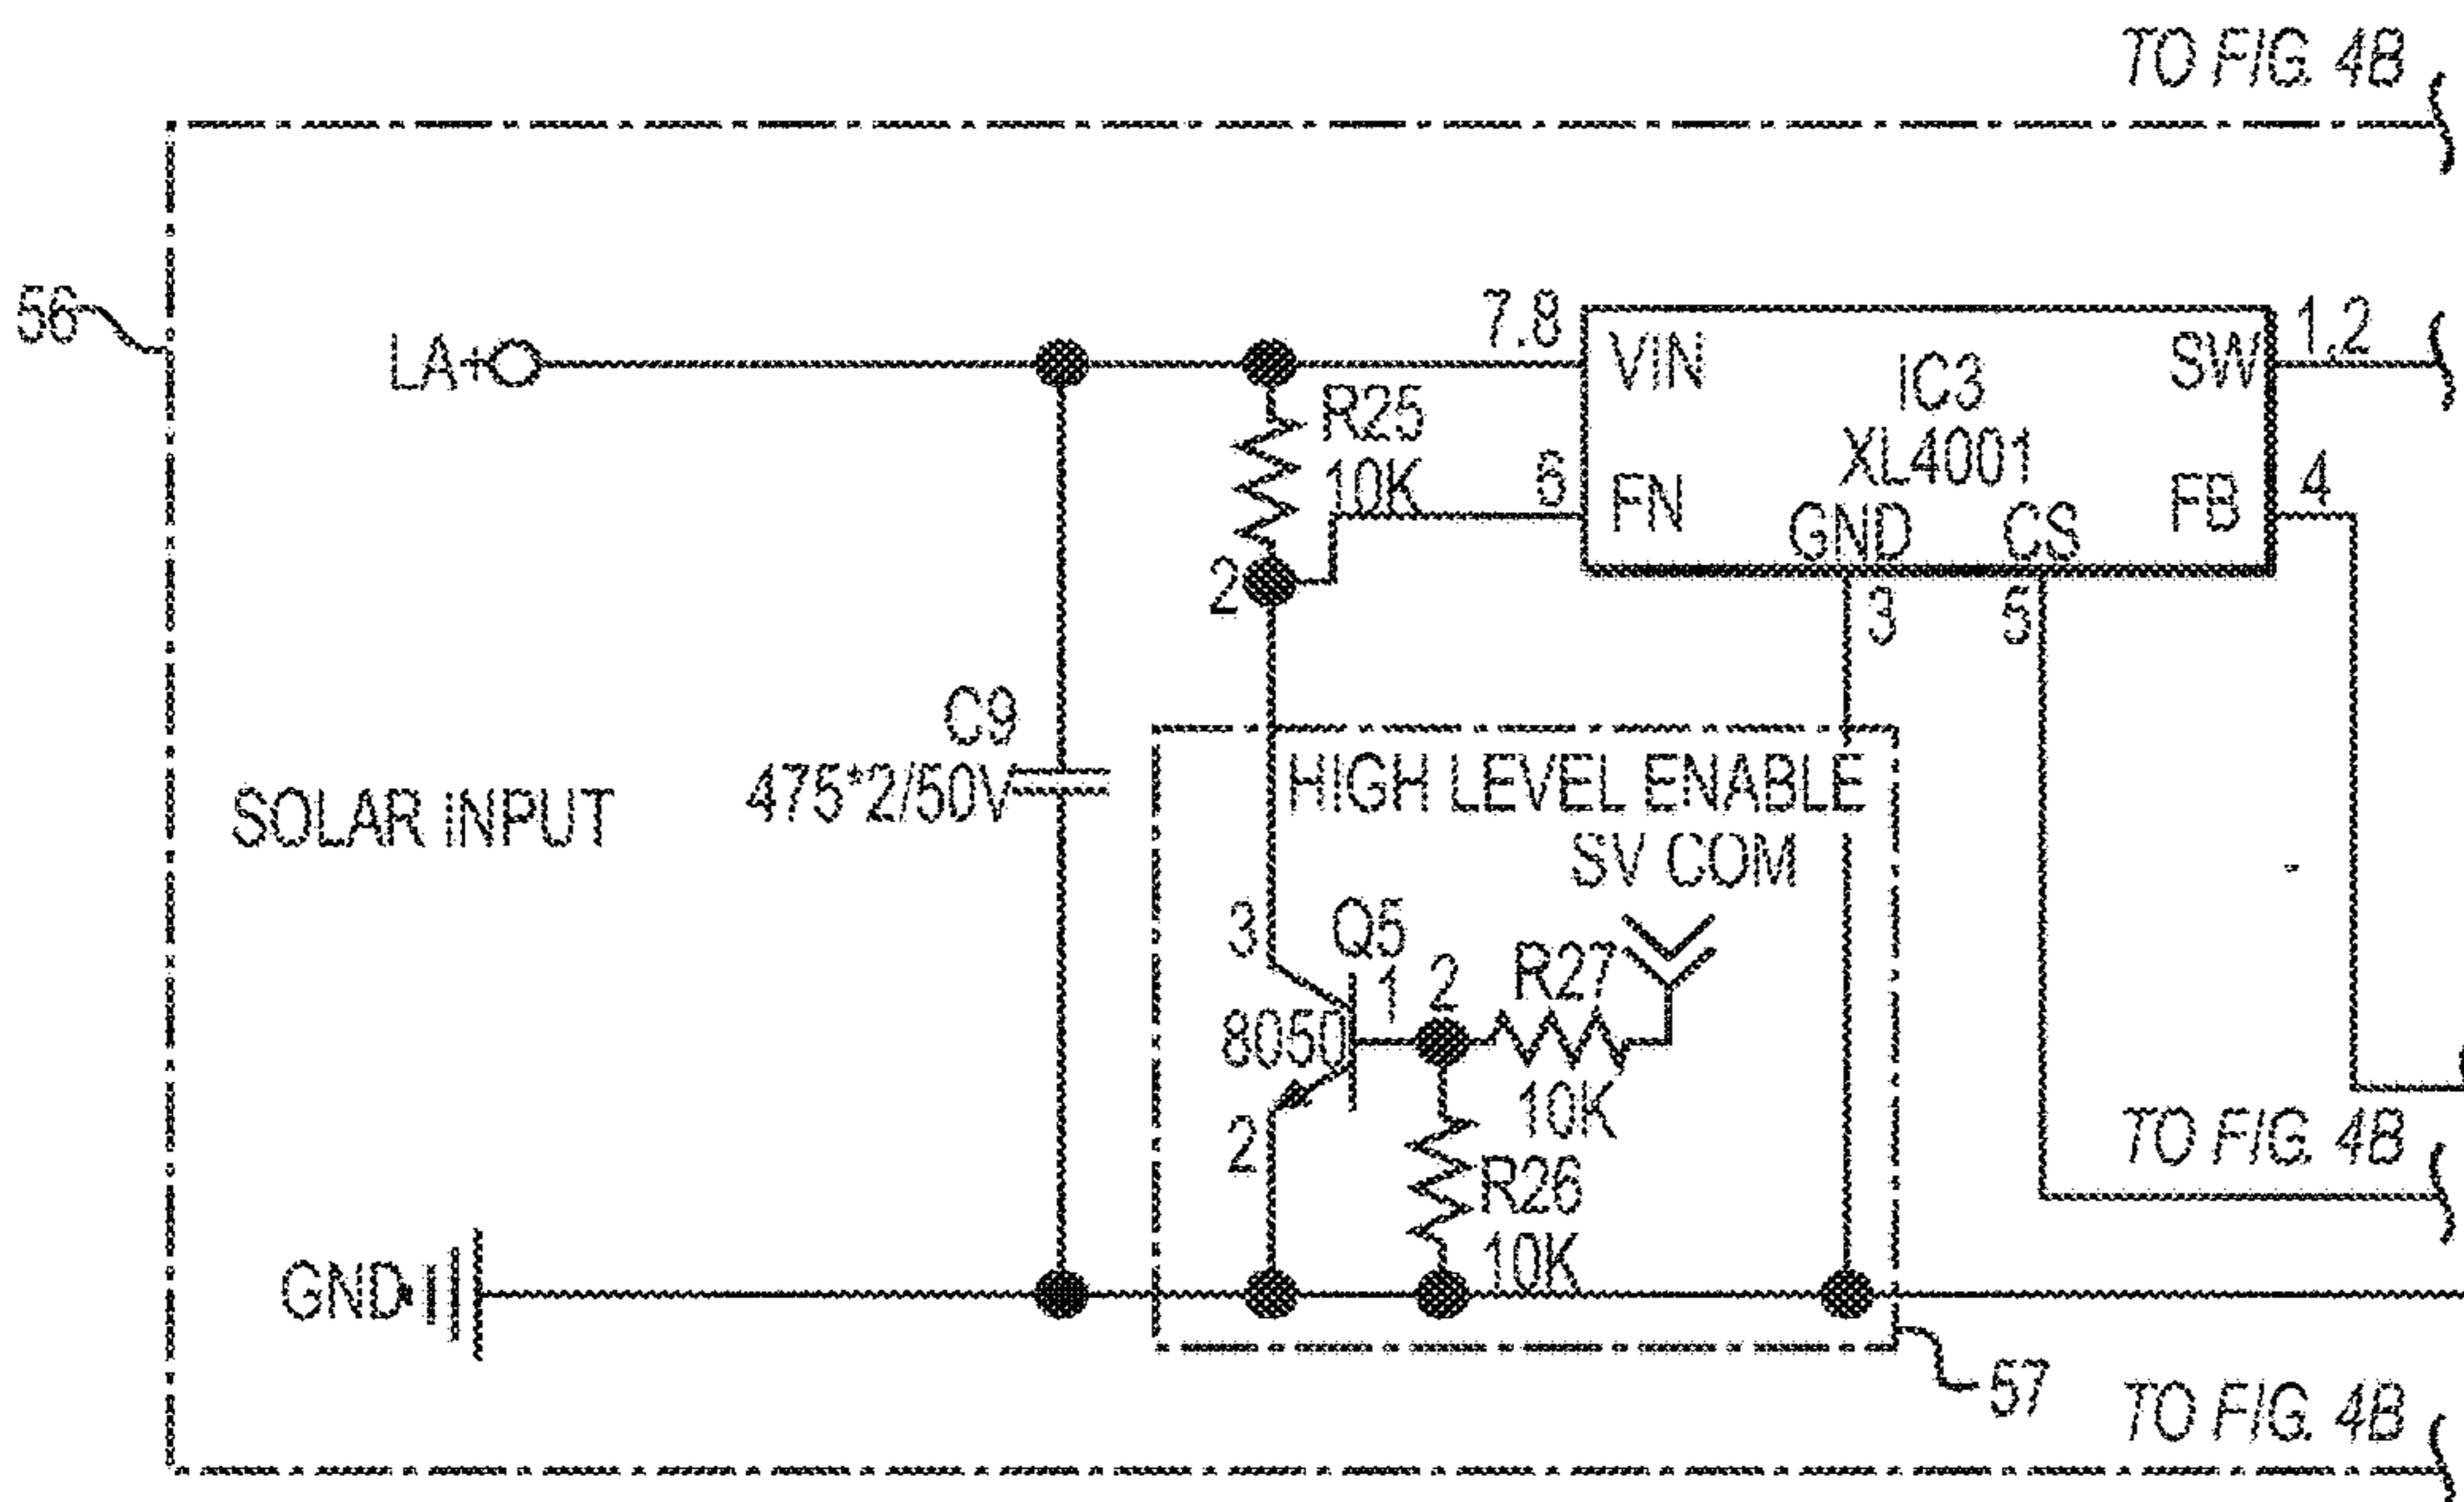 TO FIG. 4B
56
LA+
7.8
VIN
IC3
XL4001
SW
1,2
R25
10K
6
FN
GND
CS
FB
4
2
3
5
C9
475*2/50V
SOLAR INPUT
HIGH LEVEL ENABLE
SV COM
3
Q5
1
2
R27
8050
10K
2
R26
10K
TO FIG. 4B
GND
57
TO FIG. 4B